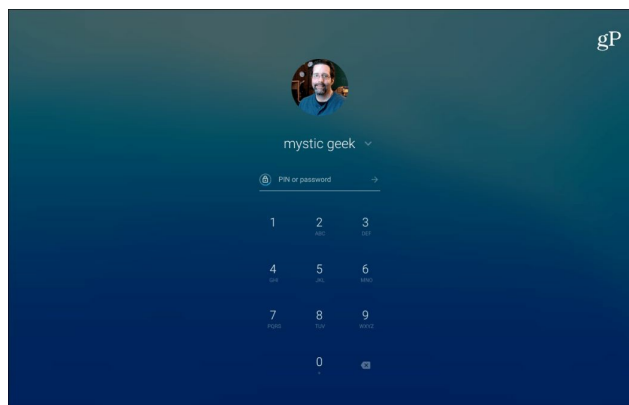 gP
mystic geek
PIN or password
1 2 3
ABC DEF
4 5 6
GHI JKL MNO
7 8 9
PQRS TUV WXYZ
0
+